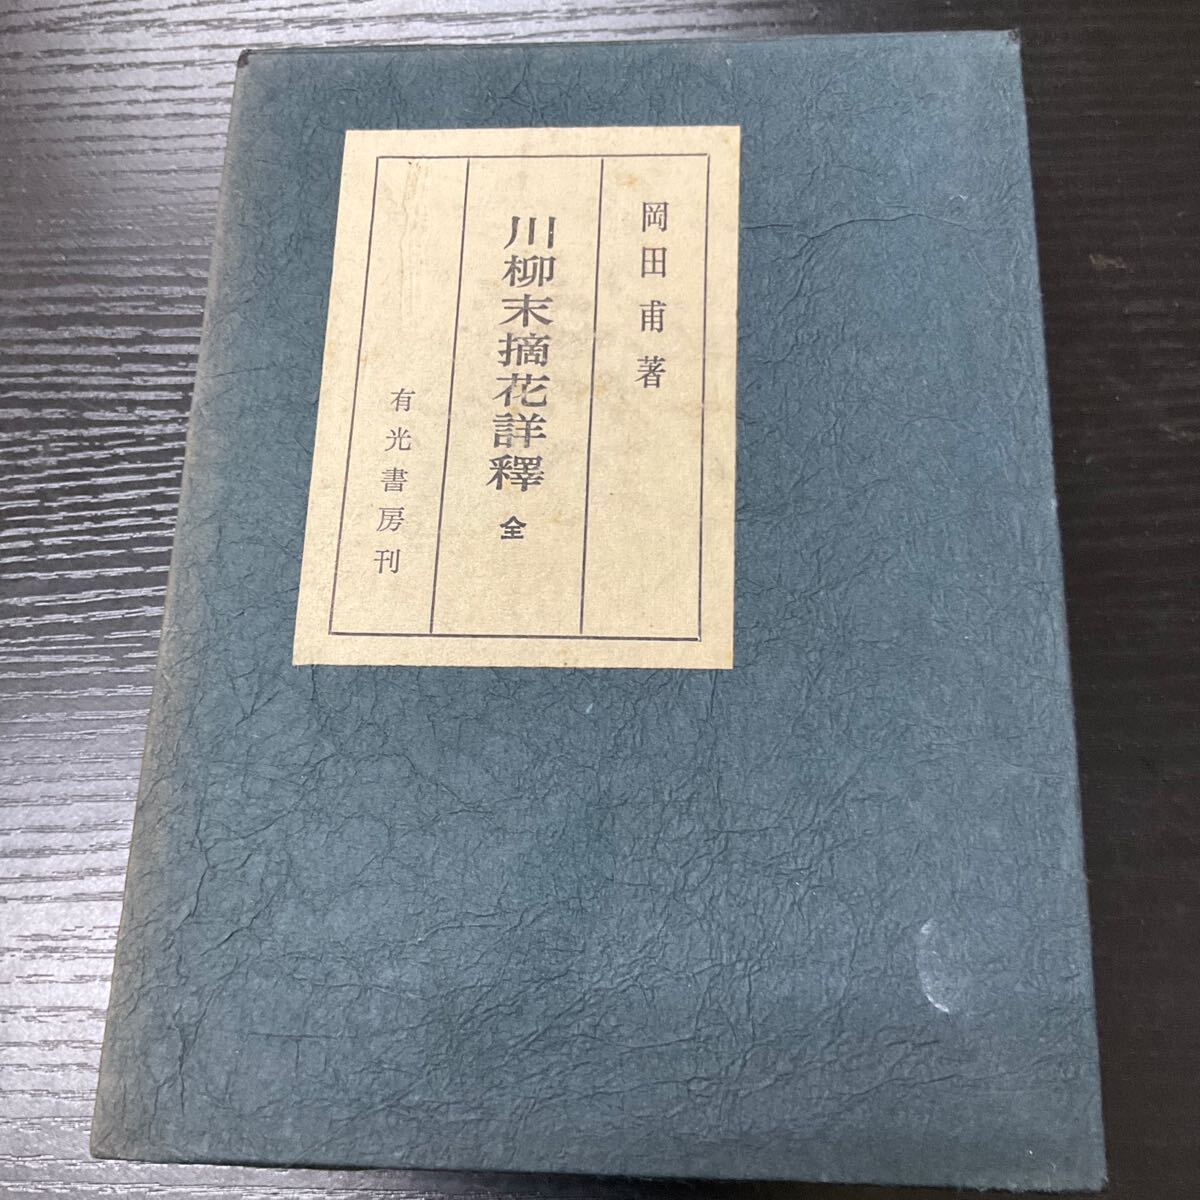 岡田甫著
川柳末摘花詳釋 全
有光書房刊